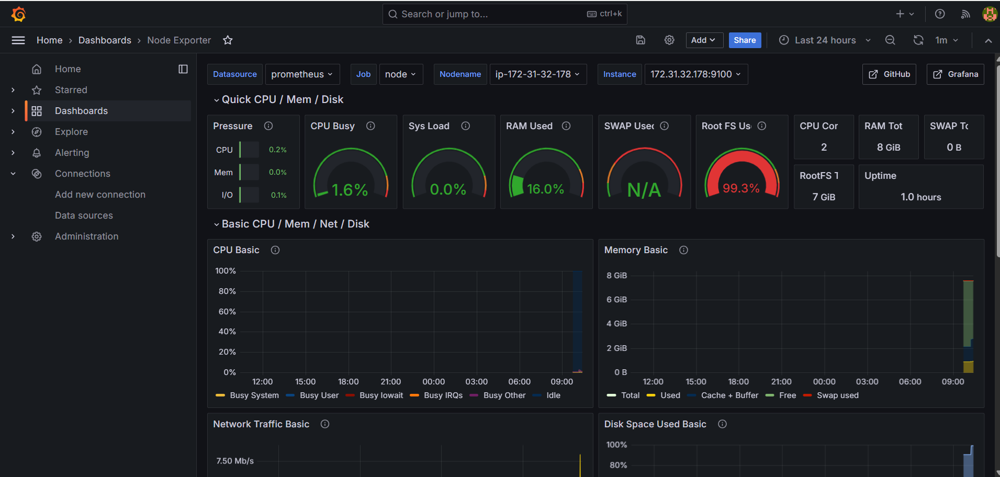 Search or jump to... ctrl+k
Home › Dashboards › Node Exporter Add Share Last 24 hours 1m
Home
Starred
Dashboards
Explore
Alerting
Connections
Add new connection
Data sources
Administration
Datasource prometheus Job node Nodename ip-172-31-32-178 Instance 172.31.32.178:9100 GitHub Grafana
Quick CPU / Mem / Disk
Pressure
CPU 0.2%
Mem 0.0%
I/O 0.1%
CPU Busy
1.6%
Sys Load
0.0%
RAM Used
16.0%
SWAP Used
N/A
Root FS Us
99.3%
CPU Cor
2
RAM Tot
8 GiB
SWAP To
0 B
RootFS T
7 GiB
Uptime
1.0 hours
Basic CPU / Mem / Net / Disk
CPU Basic
100%
80%
60%
40%
20%
0%
12:00 15:00 18:00 21:00 00:00 03:00 06:00 09:00
Busy System Busy User Busy Iowait Busy IRQs Busy Other Idle
Memory Basic
8 GiB
6 GiB
4 GiB
2 GiB
0 B
12:00 15:00 18:00 21:00 00:00 03:00 06:00 09:00
Total Used Cache + Buffer Free Swap used
Network Traffic Basic
7.50 Mb/s
Disk Space Used Basic
100%
80%